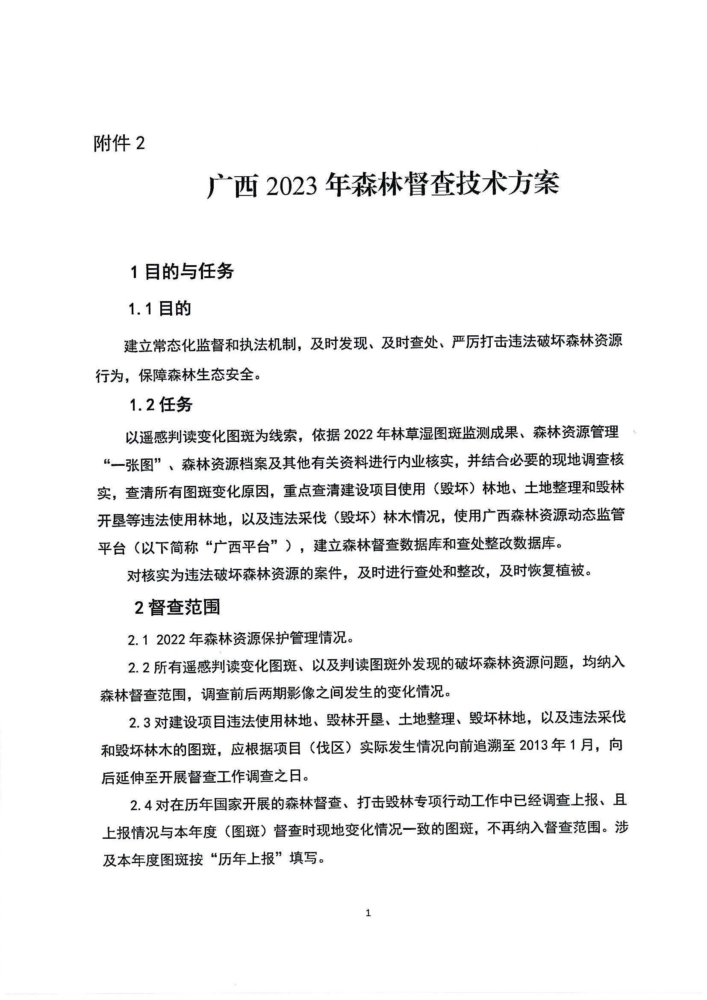 附件2
广西2023年森林督查技术方案
1目的与任务
1.1目的
建立常态化监督和执法机制，及时发现、及时查处、严厉打击违法破坏森林资源
行为，保障森林生态安全。
1.2任务
以遥感判读变化图斑为线索，依据2022年林草湿图斑监测成果、森林资源管理
“一张图”、森林资源档案及其他有关资料进行内业核实，并结合必要的现地调查核
实，查清所有图斑变化原因，重点查清建设项目使用（毁坏）林地、土地整理和毁林
开垦等违法使用林地，以及违法采伐（毁坏）林木情况，使用广西森林资源动态监管
平台（以下简称“广西平台”），建立森林督查数据库和查处整改数据库。
对核实为违法破坏森林资源的案件，及时进行查处和整改，及时恢复植被。
2督查范围
2.1 2022年森林资源保护管理情况。
2.2所有遥感判读变化图斑、以及判读图斑外发现的破坏森林资源问题，均纳入
森林督查范围，调查前后两期影像之间发生的变化情况。
2.3对建设项目违法使用林地、毁林开垦、土地整理、毁坏林地，以及违法采伐
和毁坏林木的图斑，应根据项目（伐区）实际发生情况向前追溯至2013年1月，向
后延伸至开展督查工作调查之日。
2.4对在历年国家开展的森林督查、打击毁林专项行动工作中已经调查上报、且
上报情况与本年度（图斑）督查时现地变化情况一致的图斑，不再纳入督查范围。涉
及本年度图斑按“历年上报”填写。
1